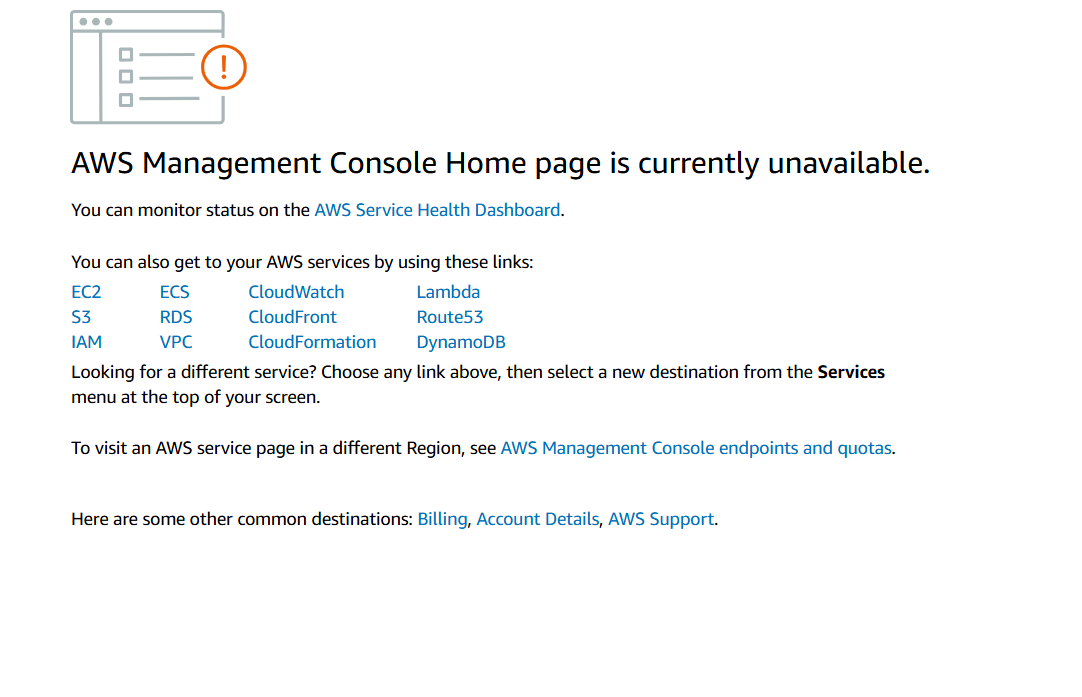 AWS Management Console Home page is currently unavailable.
You can monitor status on the AWS Service Health Dashboard.
You can also get to your AWS services by using these links:
EC2 ECS CloudWatch Lambda
S3 RDS CloudFront Route53
IAM VPC CloudFormation DynamoDB
Looking for a different service? Choose any link above, then select a new destination from the Services
menu at the top of your screen.
To visit an AWS service page in a different Region, see AWS Management Console endpoints and quotas.
Here are some other common destinations: Billing, Account Details, AWS Support.